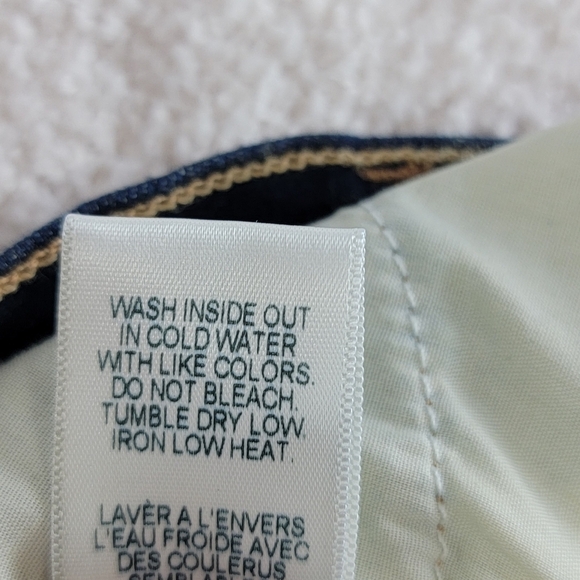 WASH INSIDE OUT
IN COLD WATER
WITH LIKE COLORS.
DO NOT BLEACH.
TUMBLE DRY LOW.
IRON LOW HEAT.
LAVÈR A L'ENVERS
L'EAU FROIDE AVEC
DES COULERUS